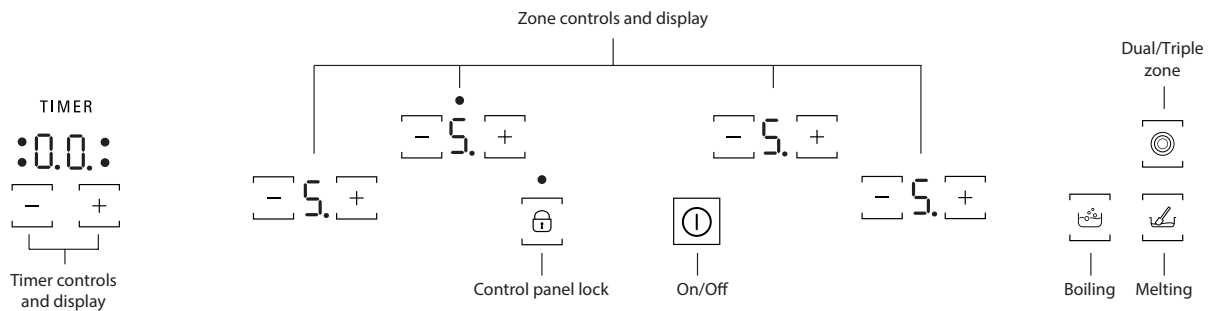 Zone controls and display
Dual/Triple
zone
TIMER
0.0.
− +
− 5. +
− 5. +
− 5. +
− 5. +
Timer controls
and display
Control panel lock
On/Off
Boiling
Melting